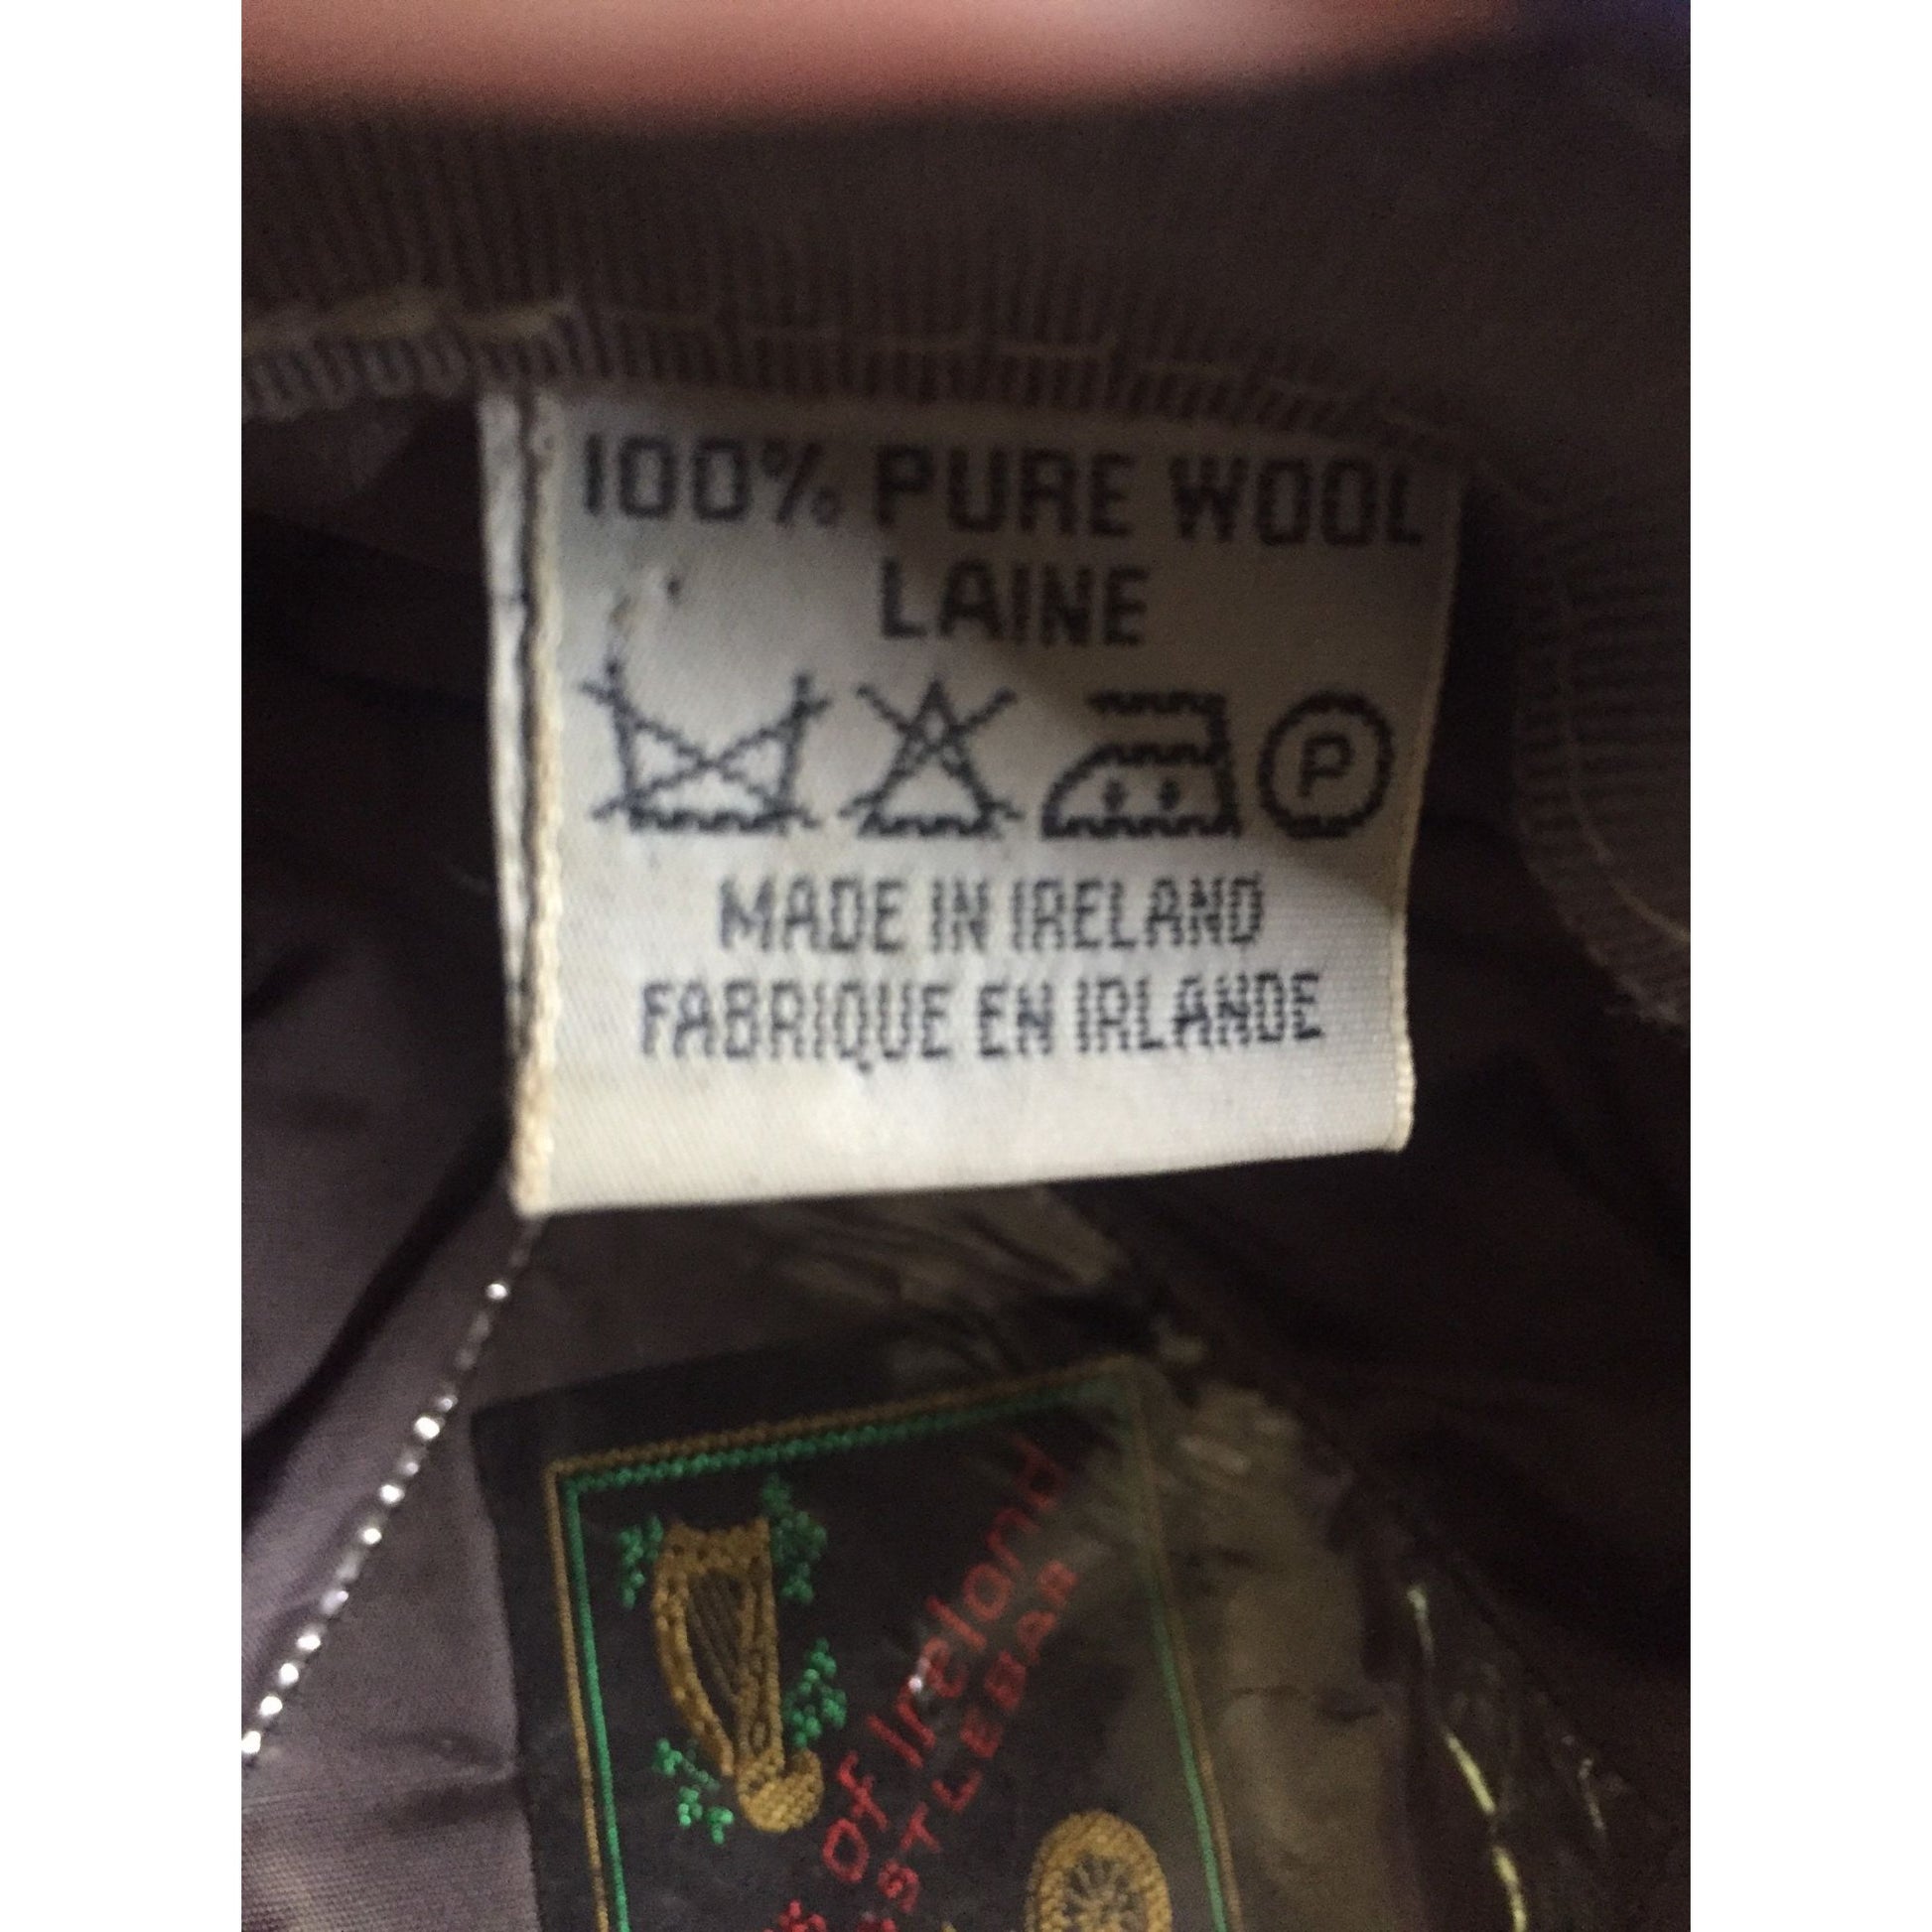 100% PURE WOOL
LAINE
P
MADE IN IRELAND
FABRIQUE EN IRLANDE
of Ireland